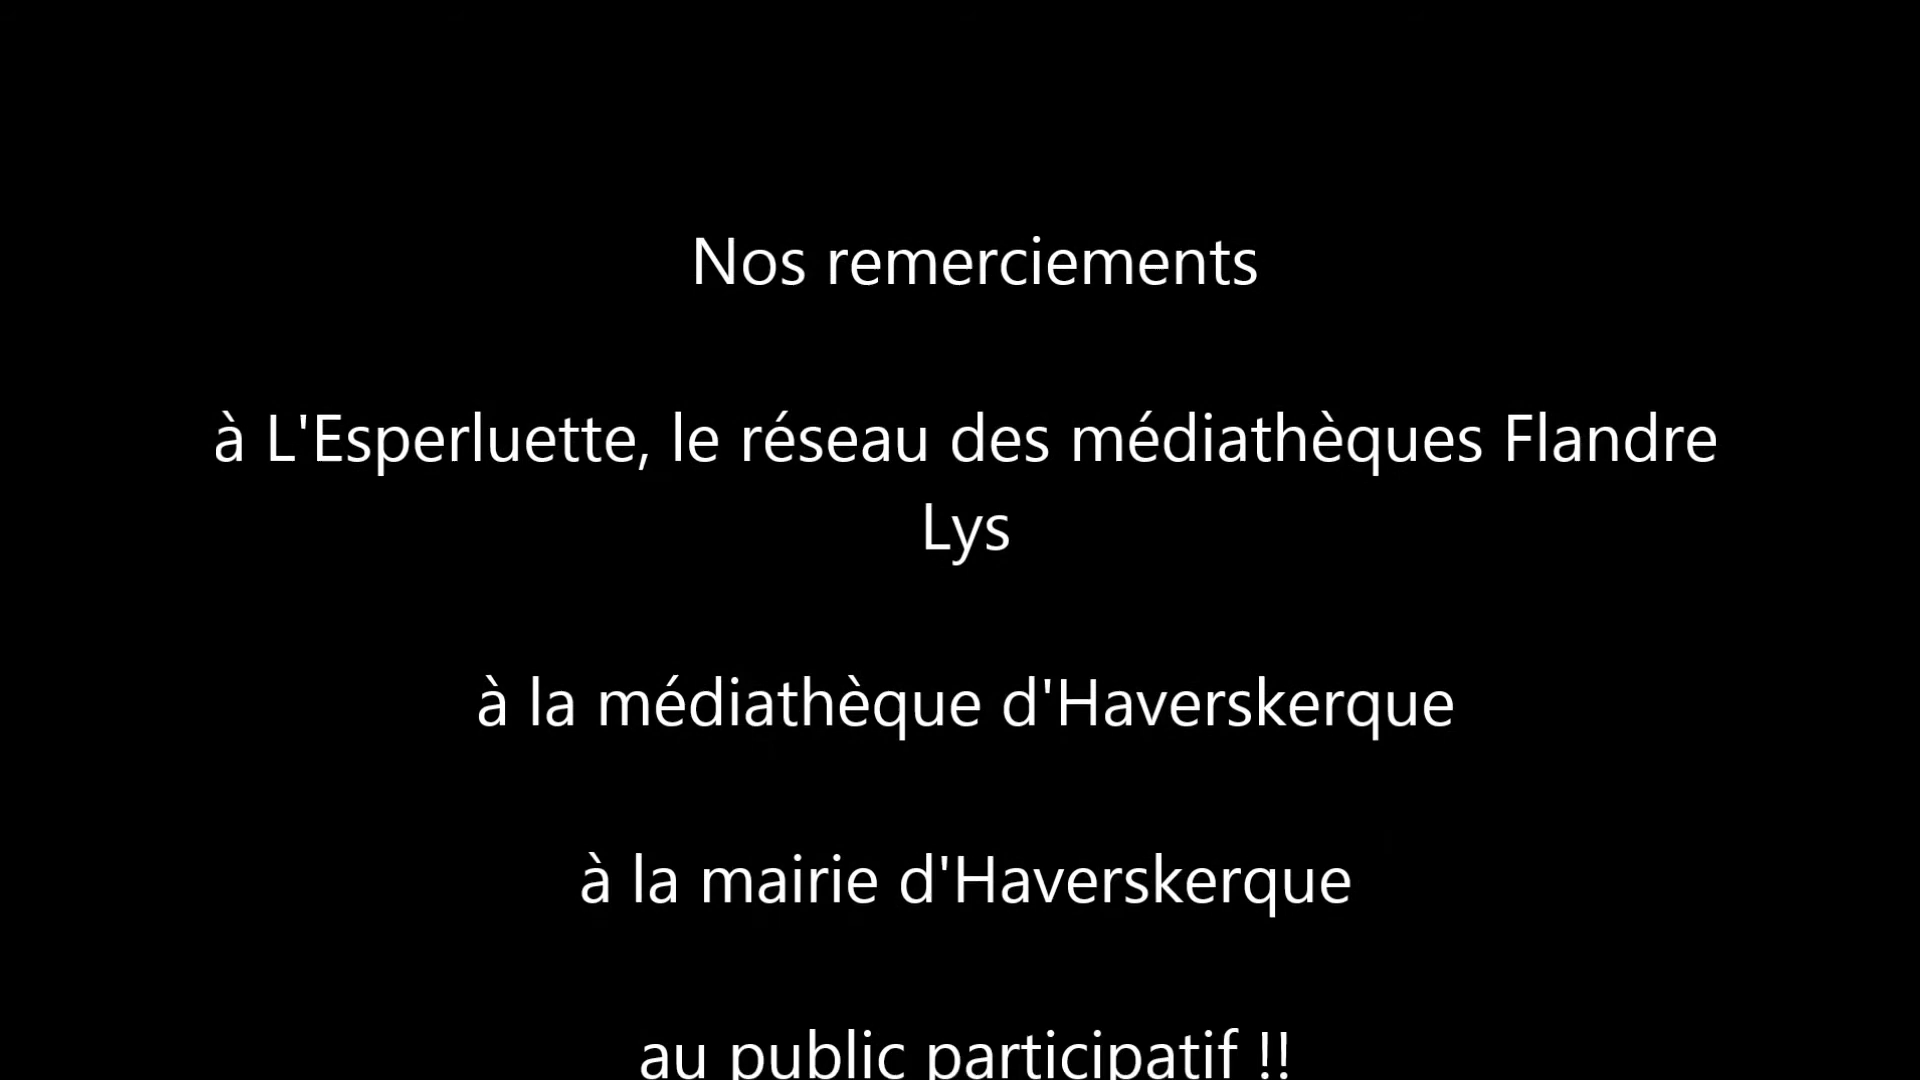 Nos remerciements
à L'Esperluette, le réseau des médiathèques Flandre
Lys
à la médiathèque d'Haverskerque
à la mairie d'Haverskerque
au public participatif !!